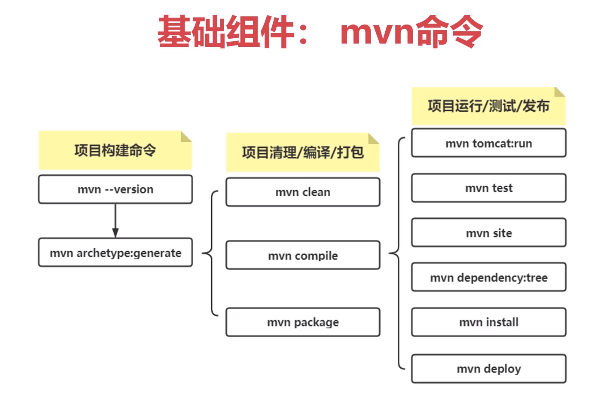 基础组件： mvn命令
项目构建命令
mvn --version
mvn archetype:generate
项目清理/编译/打包
mvn clean
mvn compile
mvn package
项目运行/测试/发布
mvn tomcat:run
mvn test
mvn site
mvn dependency:tree
mvn install
mvn deploy